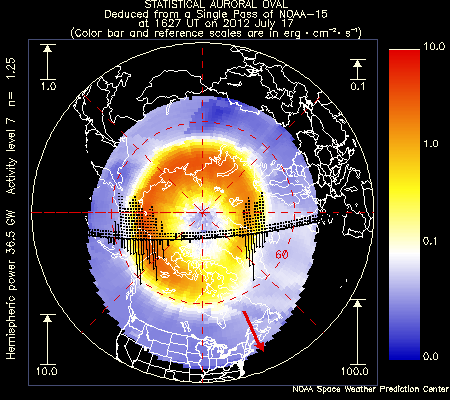 STATISTICAL AURORAL OVAL
Deduced from a Single Pass of NOAA-15
at 1627 UT on 2012 July 17
(Color bar and reference scales are in erg·cm⁻²·s⁻¹)
1.0
0.1
10.0
1.0
0.1
0.0
60
10.0
100.0
Hemispheric power 36.5 GW Activity level 7 n= 1.25
NOAA Space Weather Prediction Center